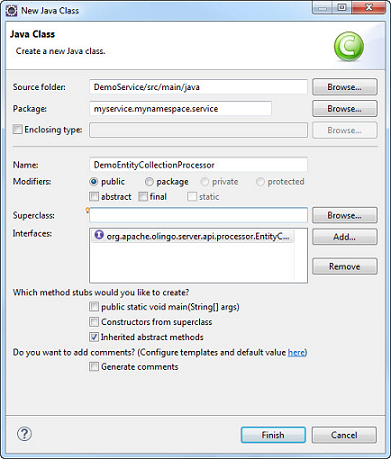 New Java Class
Java Class
Create a new Java class.
Source folder: DemoService/src/main/java Browse...
Package: myservice.mynamespace.service Browse...
Enclosing type: Browse...
Name: DemoEntityCollectionProcessor
Modifiers: public package private protected
abstract final static
Superclass: Browse...
Interfaces: org.apache.olingo.server.api.processor.EntityC... Add...
Remove
Which method stubs would you like to create?
public static void main(String[] args)
Constructors from superclass
Inherited abstract methods
Do you want to add comments? (Configure templates and default value here)
Generate comments
Finish Cancel